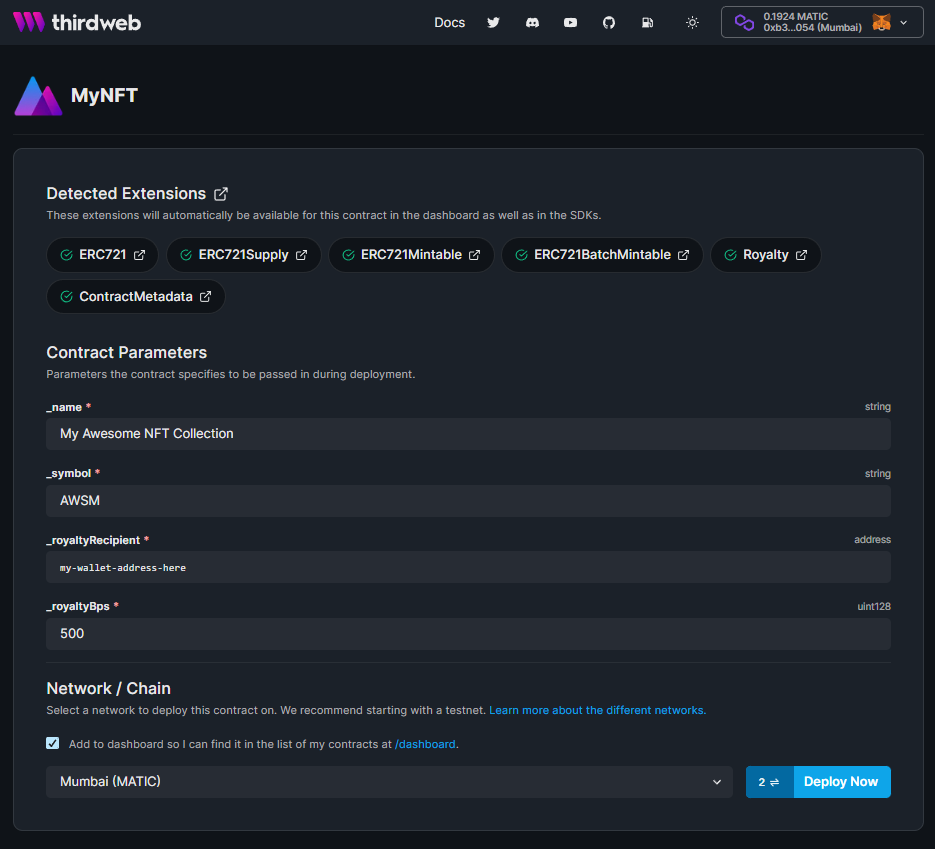 thirdweb
Docs
0.1924 MATIC
0xb3...054 (Mumbai)
MyNFT
Detected Extensions
These extensions will automatically be available for this contract in the dashboard as well as in the SDKs.
ERC721 ERC721Supply ERC721Mintable ERC721BatchMintable Royalty
ContractMetadata
Contract Parameters
Parameters the contract specifies to be passed in during deployment.
_name * string
My Awesome NFT Collection
_symbol * string
AWSM
_royaltyRecipient * address
my-wallet-address-here
_royaltyBps * uint128
500
Network / Chain
Select a network to deploy this contract on. We recommend starting with a testnet. Learn more about the different networks.
Add to dashboard so I can find it in the list of my contracts at /dashboard.
Mumbai (MATIC) 2 ⇌ Deploy Now